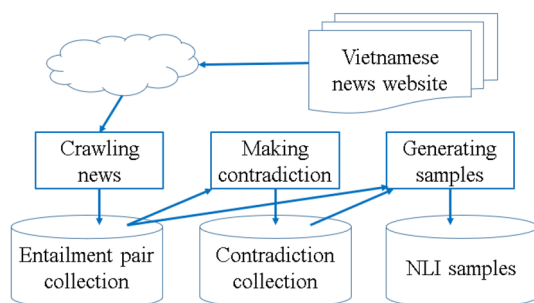 Vietnamese
news website
Crawling
news
Making
contradiction
Generating
samples
Entailment pair
collection
Contradiction
collection
NLI samples